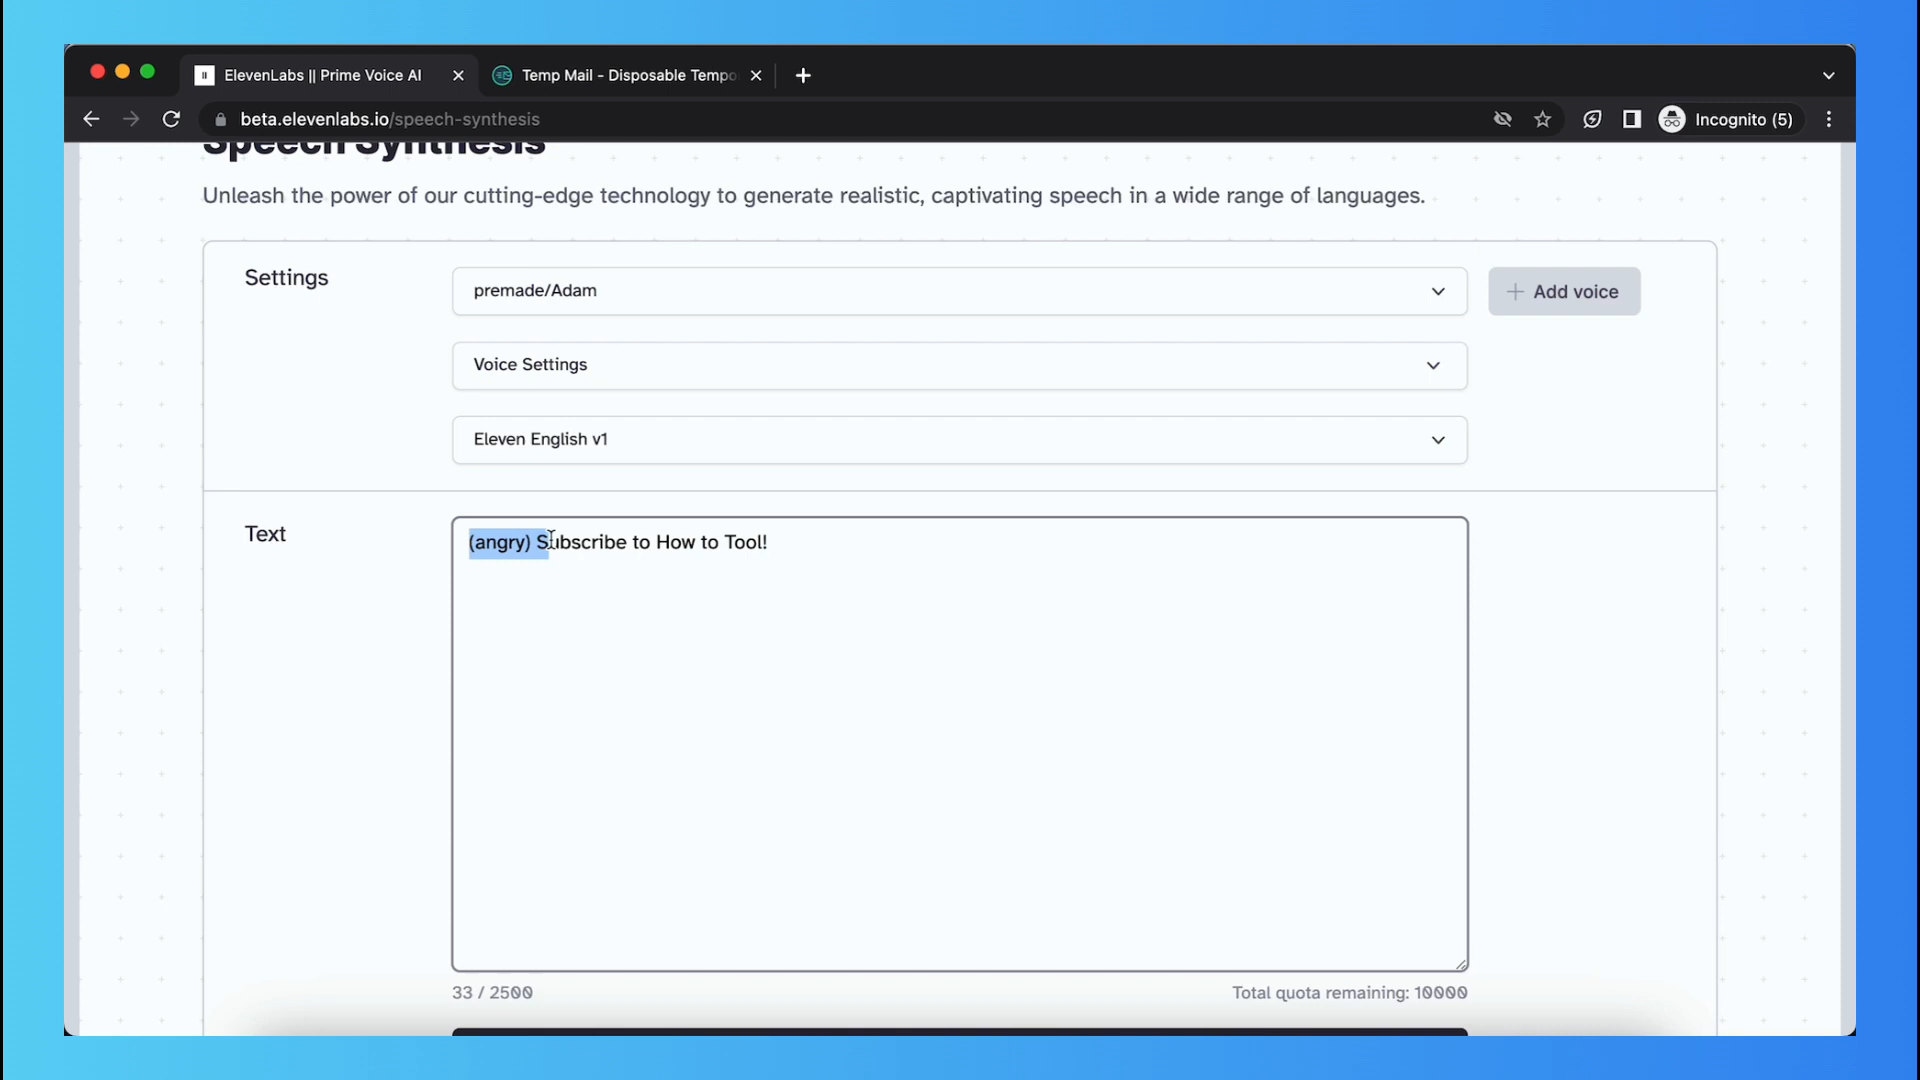 ElevenLabs || Prime Voice AI
Temp Mail - Disposable Tempo
beta.elevenlabs.io/speech-synthesis
Incognito (5)
Speech Synthesis
Unleash the power of our cutting-edge technology to generate realistic, captivating speech in a wide range of languages.
Settings
premade/Adam
Add voice
Voice Settings
Eleven English v1
Text
(angry) Subscribe to How to Tool!
33 / 2500
Total quota remaining: 10000